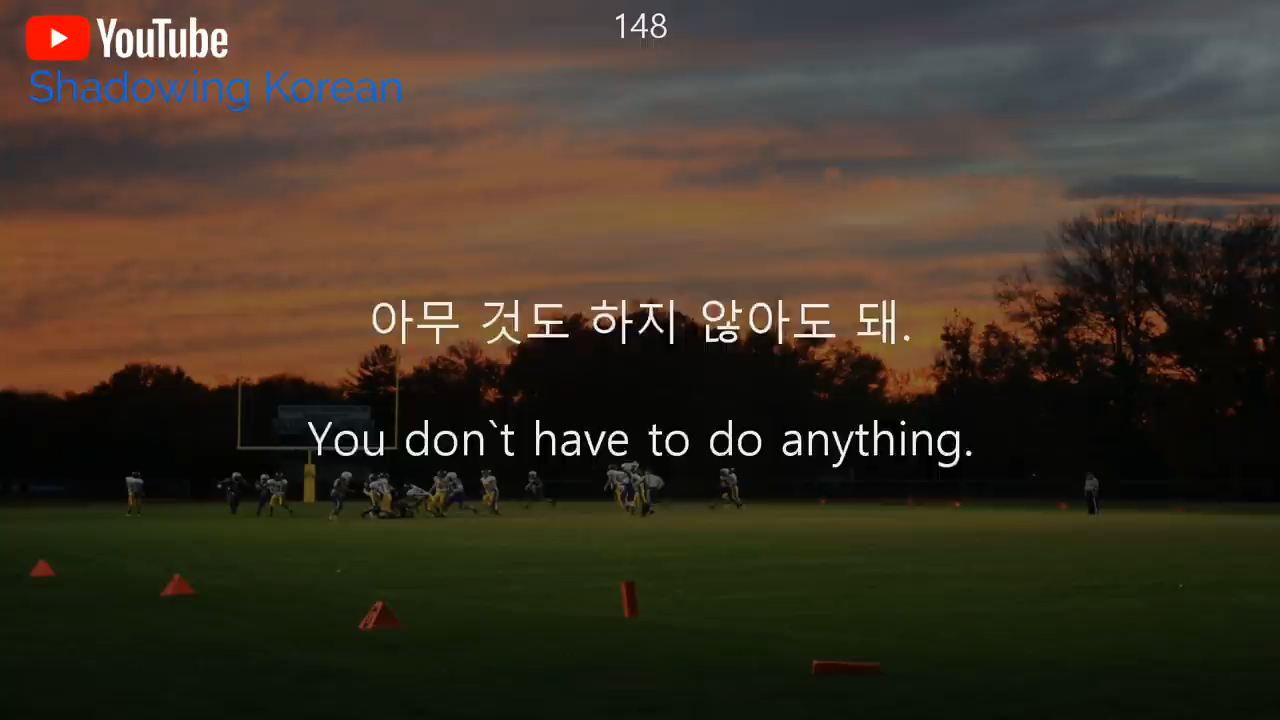 148
YouTube
Shadowing Korean
아무 것도 하지 않아도 돼.
You don`t have to do anything.